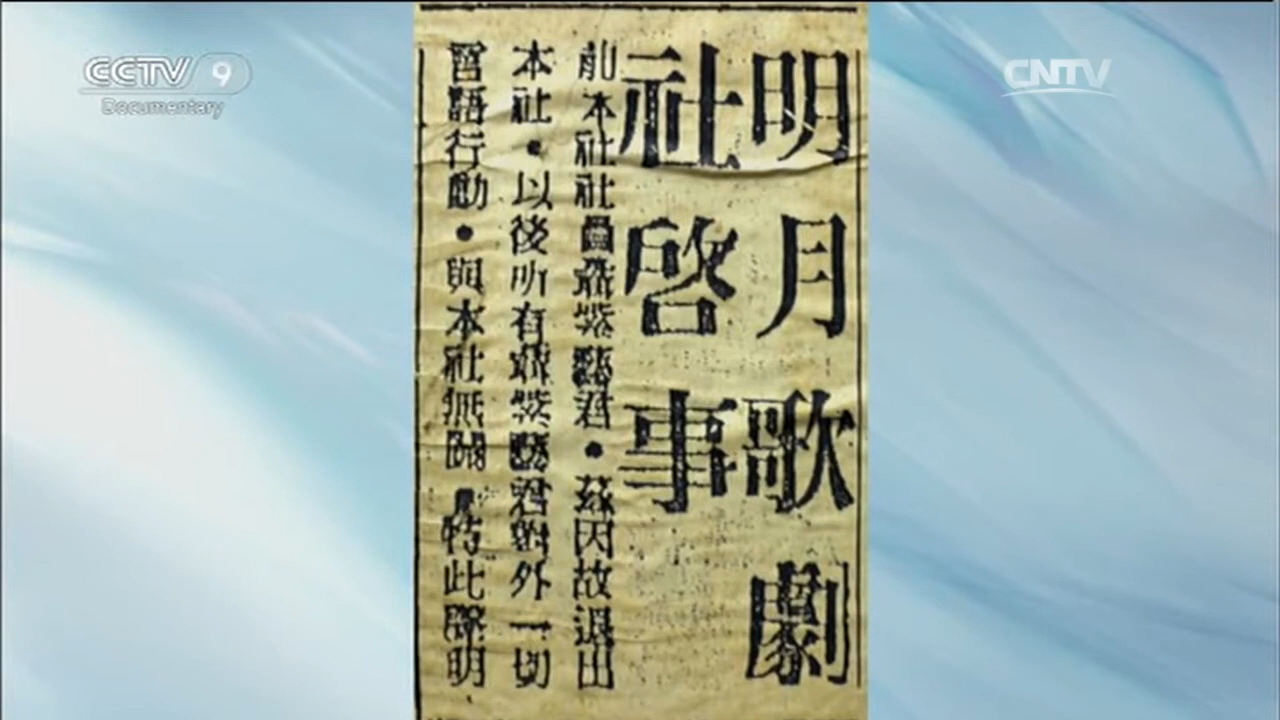 CCTV 9
Documentary
CNTV
明月歌劇
社啓事
前本社社員聶紫藝君•茲因故退出
本社•以後所有聶紫藝君對外一切
言語行動•與本社無關•特此聲明